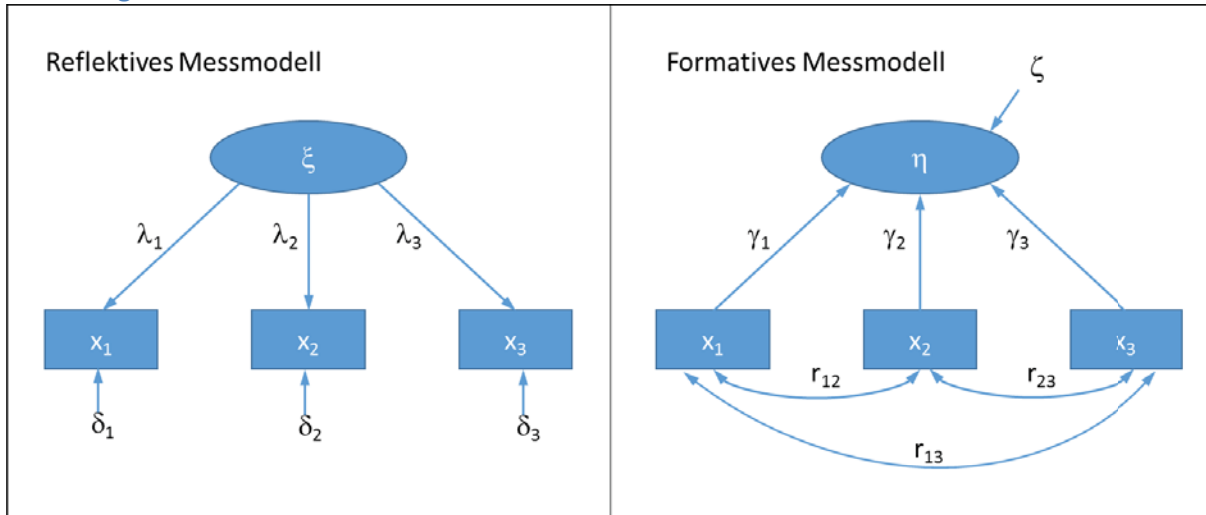 Reflektives Messmodell
ξ
λ₁ λ₂ λ₃
x₁ x₂ x₃
δ₁ δ₂ δ₃
Formatives Messmodell
ζ
η
γ₁ γ₂ γ₃
x₁ x₂ x₃
r₁₂ r₂₃
r₁₃